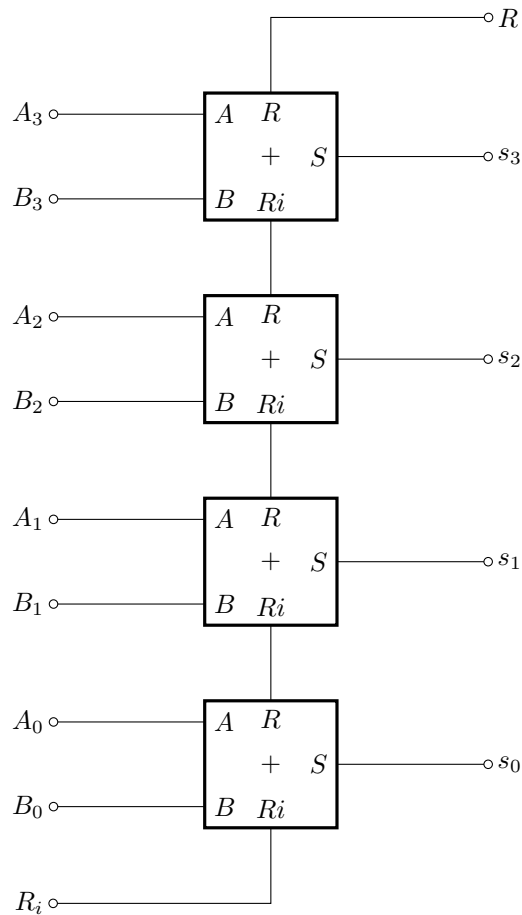 R
A₃ A R
+ S s₃
B₃ B Ri
A₂ A R
+ S s₂
B₂ B Ri
A₁ A R
+ S s₁
B₁ B Ri
A₀ A R
+ S s₀
B₀ B Ri
Rᵢ